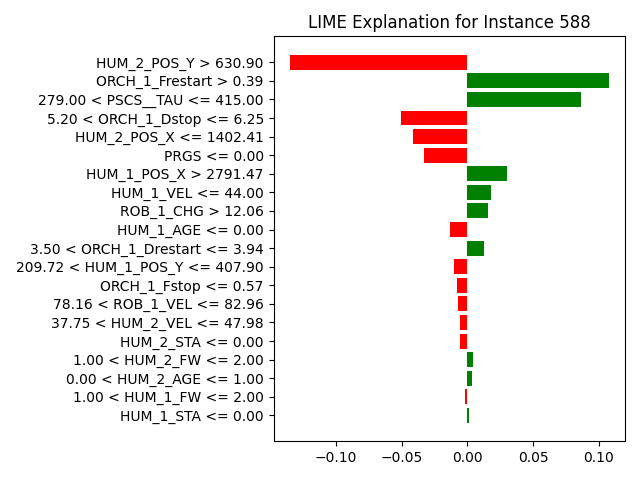 LIME Explanation for Instance 588
HUM_2_POS_Y > 630.90
ORCH_1_Frestart > 0.39
279.00 < PSCS__TAU <= 415.00
5.20 < ORCH_1_Dstop <= 6.25
HUM_2_POS_X <= 1402.41
PRGS <= 0.00
HUM_1_POS_X > 2791.47
HUM_1_VEL <= 44.00
ROB_1_CHG > 12.06
HUM_1_AGE <= 0.00
3.50 < ORCH_1_Drestart <= 3.94
209.72 < HUM_1_POS_Y <= 407.90
ORCH_1_Fstop <= 0.57
78.16 < ROB_1_VEL <= 82.96
37.75 < HUM_2_VEL <= 47.98
HUM_2_STA <= 0.00
1.00 < HUM_2_FW <= 2.00
0.00 < HUM_2_AGE <= 1.00
1.00 < HUM_1_FW <= 2.00
HUM_1_STA <= 0.00
−0.10 −0.05 0.00 0.05 0.10